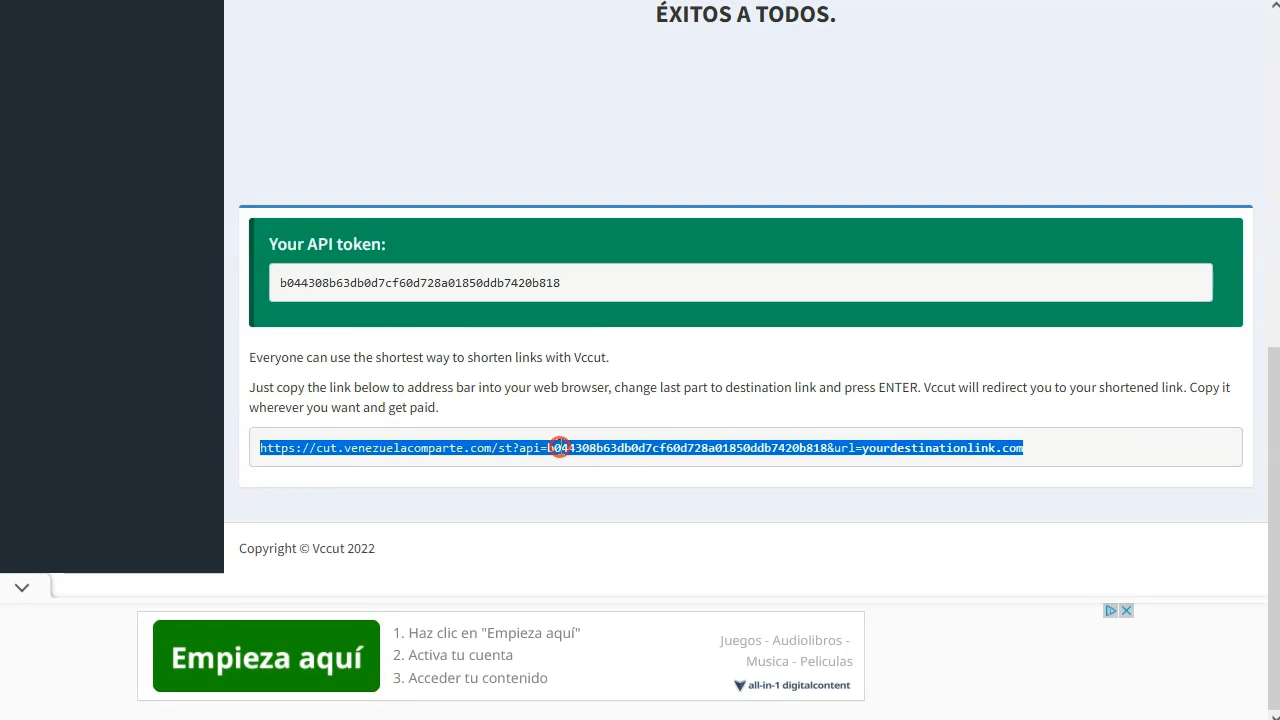 ÉXITOS A TODOS.
Your API token:
b044308b63db0d7cf60d728a01850ddb7420b818
Everyone can use the shortest way to shorten links with Vccut.
Just copy the link below to address bar into your web browser, change last part to destination link and press ENTER. Vccut will redirect you to your shortened link. Copy it
wherever you want and get paid.
https://cut.venezuelacomparte.com/st?api=b044308b63db0d7cf60d728a01850ddb7420b818&url=yourdestinationlink.com
Copyright © Vccut 2022
Empieza aquí
1. Haz clic en "Empieza aquí"
2. Activa tu cuenta
3. Acceder tu contenido
Juegos - Audiolibros -
Musica - Peliculas
all-in-1 digitalcontent